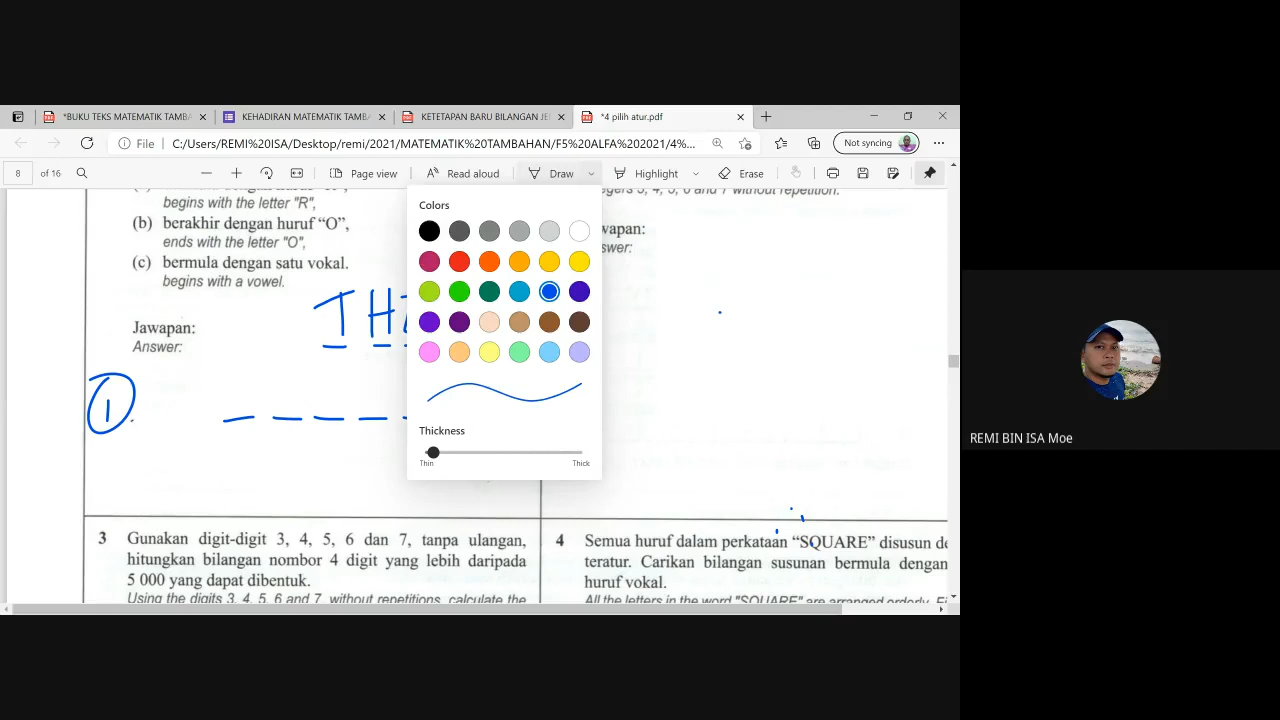 *BUKU TEKS MATEMATIK TAMBA
KEHADIRAN MATEMATIK TAMBA
KETETAPAN BARU BILANGAN JE
*4 pilih atur.pdf
File
C:/Users/REMI%20ISA/Desktop/remi/2021/MATEMATIK%20TAMBAHAN/F5%20ALFA%202021/4%...
Not syncing
8 of 16
Page view
Read aloud
Draw
Highlight
Erase
begins with the letter "R",
(b) berakhir dengan huruf “O”,
ends with the letter "O",
(c) bermula dengan satu vokal.
begins with a vowel.
Jawapan:
Answer:
TH
1
Colors
Thickness
Thin
Thick
egers 3, 4, 5, 6 and 7 without repetition.
wapan:
swer:
3 Gunakan digit-digit 3, 4, 5, 6 dan 7, tanpa ulangan,
hitungkan bilangan nombor 4 digit yang lebih daripada
5 000 yang dapat dibentuk.
Using the digits 3, 4, 5, 6 and 7, without repetitions, calculate the
4 Semua huruf dalam perkataan “SQUARE” disusun de
teratur. Carikan bilangan susunan bermula dengan
huruf vokal.
All the letters in the word "SQUARE" are arranged orderly.
REMI BIN ISA Moe